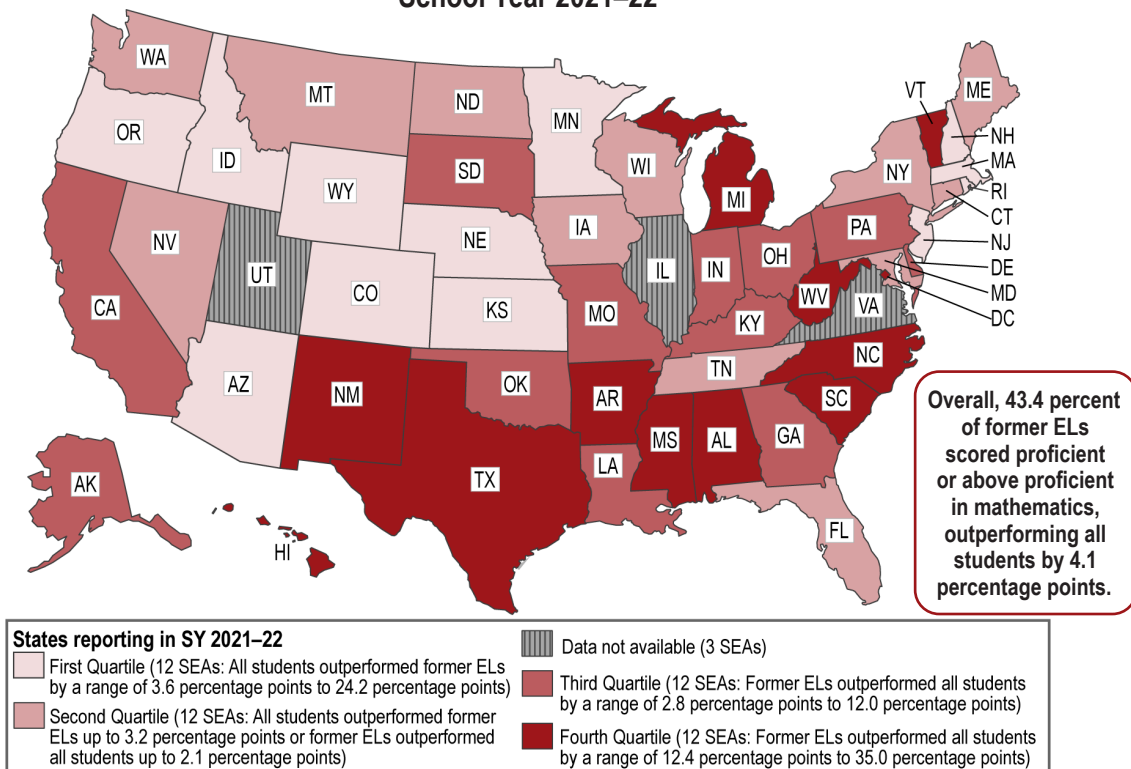 School Year 2021–22
WA
MT
ND
MN
VT
ME
OR
ID
SD
WI
NY
NH
MA
RI
CT
NJ
DE
MD
DC
WY
MI
IA
PA
NV
UT
NE
IL
IN
OH
CA
CO
KS
MO
WV
VA
KY
AZ
NM
OK
AR
TN
NC
SC
MS
AL
GA
TX
LA
AK
HI
FL
Overall, 43.4 percent
of former ELs
scored proficient
or above proficient
in mathematics,
outperforming all
students by 4.1
percentage points.
States reporting in SY 2021–22
First Quartile (12 SEAs: All students outperformed former ELs
by a range of 3.6 percentage points to 24.2 percentage points)
Second Quartile (12 SEAs: All students outperformed former
ELs up to 3.2 percentage points or former ELs outperformed
all students up to 2.1 percentage points)
Data not available (3 SEAs)
Third Quartile (12 SEAs: Former ELs outperformed all students
by a range of 2.8 percentage points to 12.0 percentage points)
Fourth Quartile (12 SEAs: Former ELs outperformed all students
by a range of 12.4 percentage points to 35.0 percentage points)